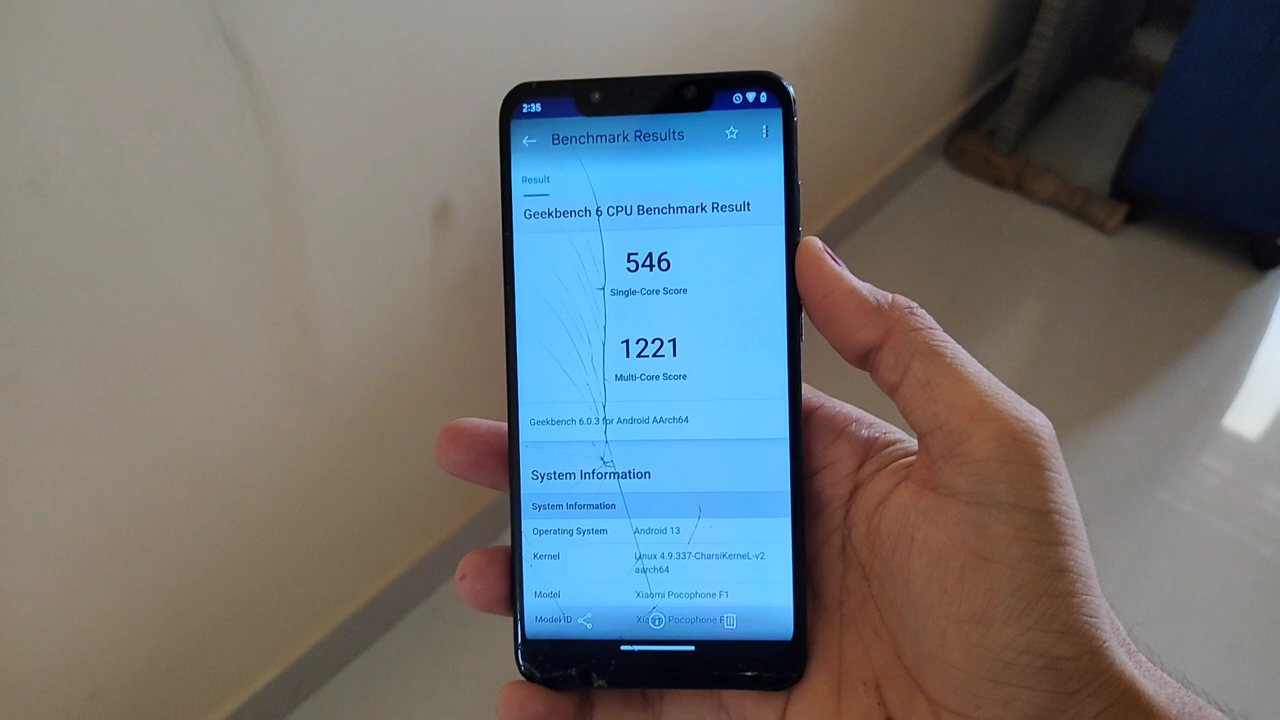 2:35
Benchmark Results
Result
Geekbench 6 CPU Benchmark Result
546
Single-Core Score
1221
Multi-Core Score
Geekbench 6.0.3 for Android AArch64
System Information
System Information
Operating System Android 13
Kernel Linux 4.9.337-CharsiKerneL-v2
aarch64
Model Xiaomi Pocophone F1
Model ID Xiaomi Pocophone F1